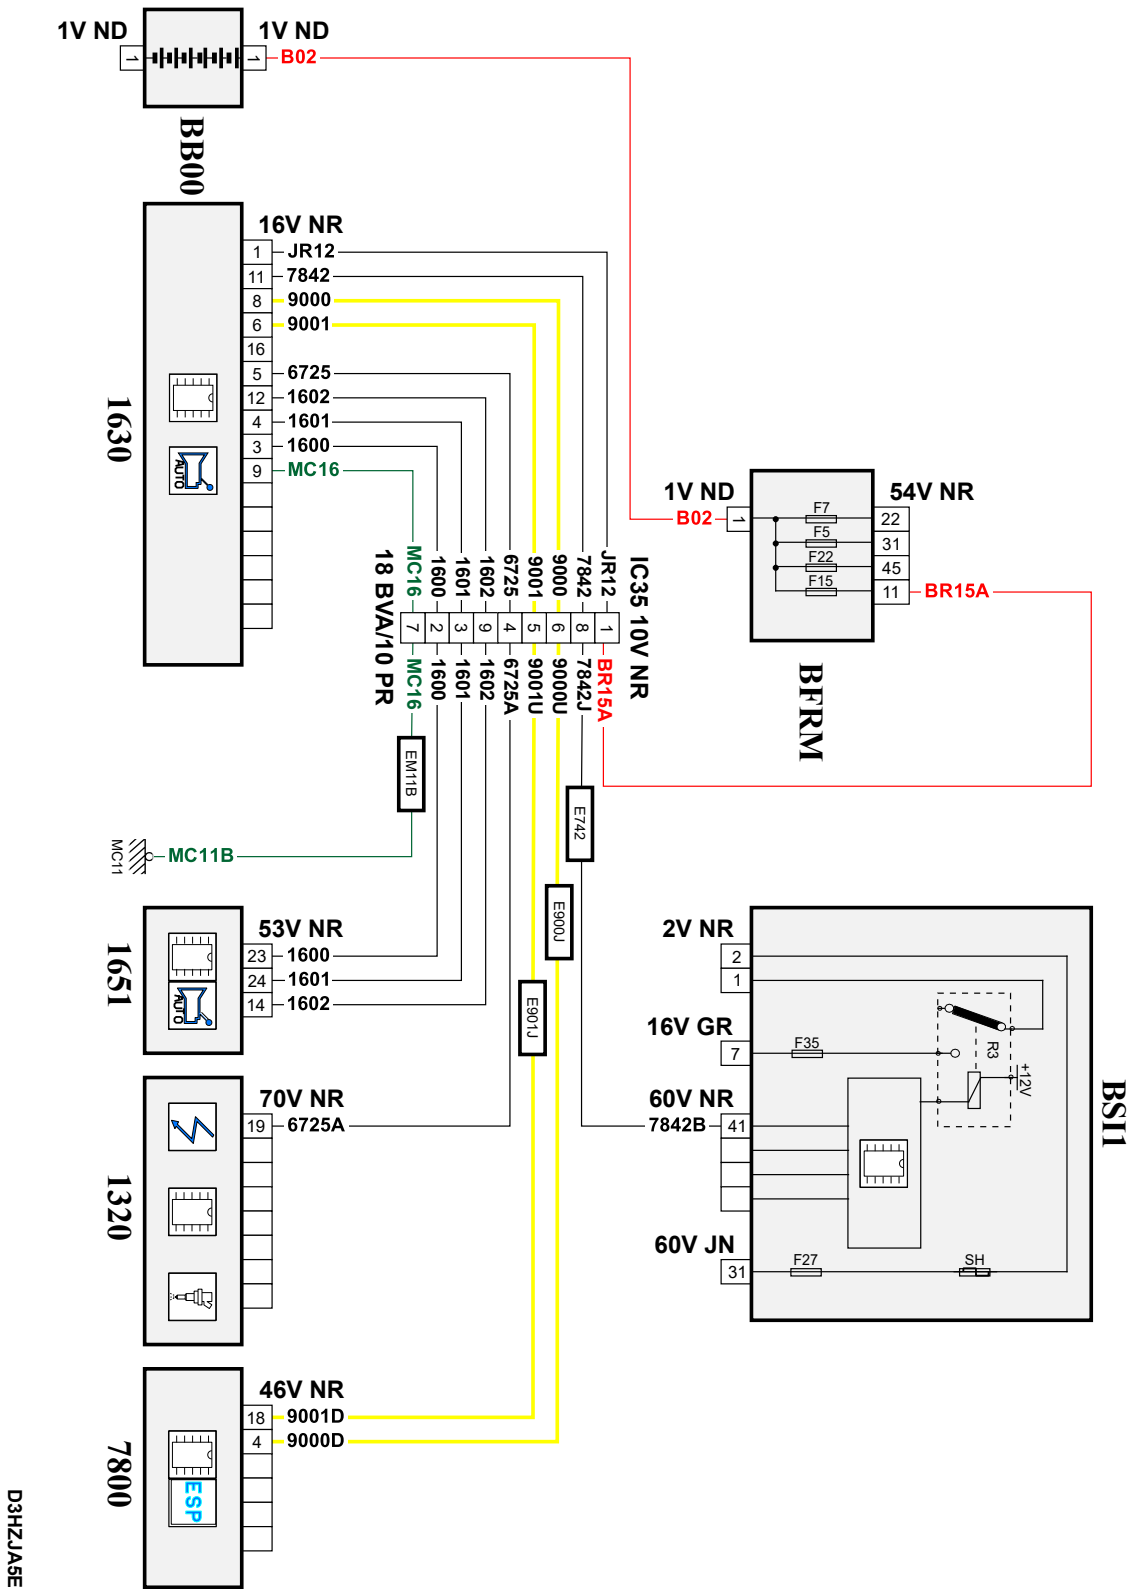 1V ND
1V ND
1
1
B02
BB00
16V NR
1 JR12
11 7842
8 9000
6 9001
16
5 6725
12 1602
4 1601
3 1600
9 MC16
AUTO
1630
1V ND
54V NR
B02
1
F7
22
F5
31
F22
45
F15
11
BR15A
BFRM
IC35 10V NR
JR12 1 BR15A
7842 8 7842J
9000 6 9000U
9001 5 9001U
6725 4 6725A
1602 9 1602
1601 3 1601
1600 2 1600
MC16 7 MC16
18 BVA/10 PR
EM11B
E742
E900J
E901J
MC11B
MC11
53V NR
23 1600
24 1601
14 1602
AUTO
1651
70V NR
19 6725A
1320
46V NR
18 9001D
4 9000D
ESP
7800
2V NR
2
1
16V GR
7
F35
R3
+12V
60V NR
7842B
41
60V JN
31
F27
SH
BSI1
D3HZJA5E